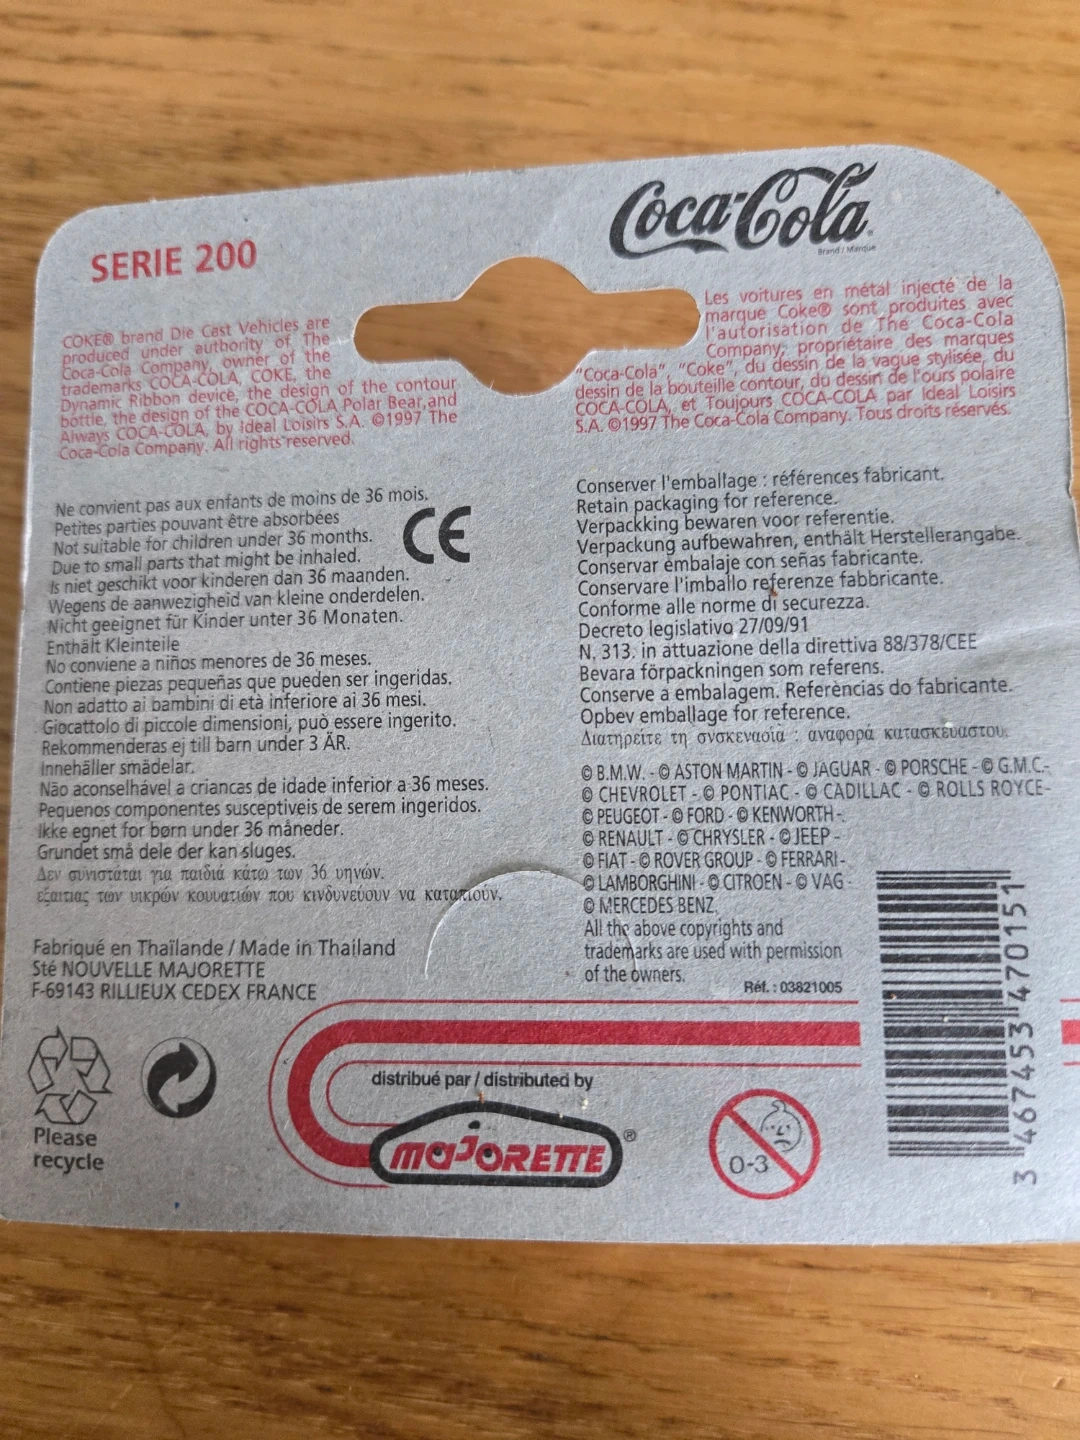 SERIE 200
Coca-Cola
Brand / Marque
COKE® brand Die Cast Vehicles are
produced under authority of The
Coca-Cola Company, owner of the
trademarks COCA-COLA, COKE, the
Dynamic Ribbon device, the design of the contour
bottle, the design of the COCA-COLA Polar Bear,and
Always COCA-COLA, by Ideal Loisirs S.A. ©1997 The
Coca-Cola Company. All rights reserved.
Les voitures en métal injecté de la
marque Coke® sont produites avec
l'autorisation de The Coca-Cola
Company, propriétaire des marques
"Coca-Cola", "Coke", du dessin de la vague stylisée, du
dessin de la bouteille contour, du dessin de l'ours polaire
COCA-COLA, et Toujours COCA-COLA par Ideal Loisirs
S.A. ©1997 The Coca-Cola Company. Tous droits réservés.
Ne convient pas aux enfants de moins de 36 mois.
Petites parties pouvant être absorbées
Not suitable for children under 36 months.
Due to small parts that might be inhaled.
Is niet geschikt voor kinderen dan 36 maanden.
Wegens de aanwezigheid van kleine onderdelen.
Nicht geeignet für Kinder unter 36 Monaten.
Enthält Kleinteile
No conviene a niños menores de 36 meses.
Contiene piezas pequeñas que pueden ser ingeridas.
Non adatto ai bambini di età inferiore ai 36 mesi.
Giocattolo di piccole dimensioni, può essere ingerito.
Rekommenderas ej till barn under 3 ÄR.
Innehäller smädelar.
Não aconselhável a criancas de idade inferior a 36 meses.
Pequenos componentes susceptiveis de serem ingeridos.
Ikke egnet for børn under 36 måneder.
Grundet små dele der kan sluges.
Δεν συνιστάται για παιδιά κάτω των 36 μηνών.
εξαιτιας των μικρών κομματιών που κινδυνεύουν να καταπιούν.
CE
Conserver l'emballage : références fabricant.
Retain packaging for reference.
Verpackking bewaren voor referentie.
Verpackung aufbewahren, enthält Herstellerangabe.
Conservar embalaje con señas fabricante.
Conservare l'imballo referenze fabbricante.
Conforme alle norme di securezza.
Decreto legislativo 27/09/91
N. 313, in attuazione della direttiva 88/378/CEE
Bevara förpackningen som referens.
Conserve a embalagem. Referèncias do fabricante.
Opbev emballage for reference.
Διατηρείτε τη συσκευασία : αναφορά κατασκευαστου.
© B.M.W. - © ASTON MARTIN - © JAGUAR - © PORSCHE - © G.M.C.-
© CHEVROLET - © PONTIAC - © CADILLAC - © ROLLS ROYCE-
© PEUGEOT - © FORD - © KENWORTH -
© RENAULT - © CHRYSLER - © JEEP -
© FIAT - © ROVER GROUP - © FERRARI-
© LAMBORGHINI - © CITROEN - © VAG -
© MERCEDES BENZ.
All the above copyrights and
trademarks are used with permission
of the owners.
Réf. : 03821005
Fabriqué en Thaïlande / Made in Thailand
Sté NOUVELLE MAJORETTE
F-69143 RILLIEUX CEDEX FRANCE
Please
recycle
distribué par / distributed by
MAJORETTE®
0-3
3 467453 470151